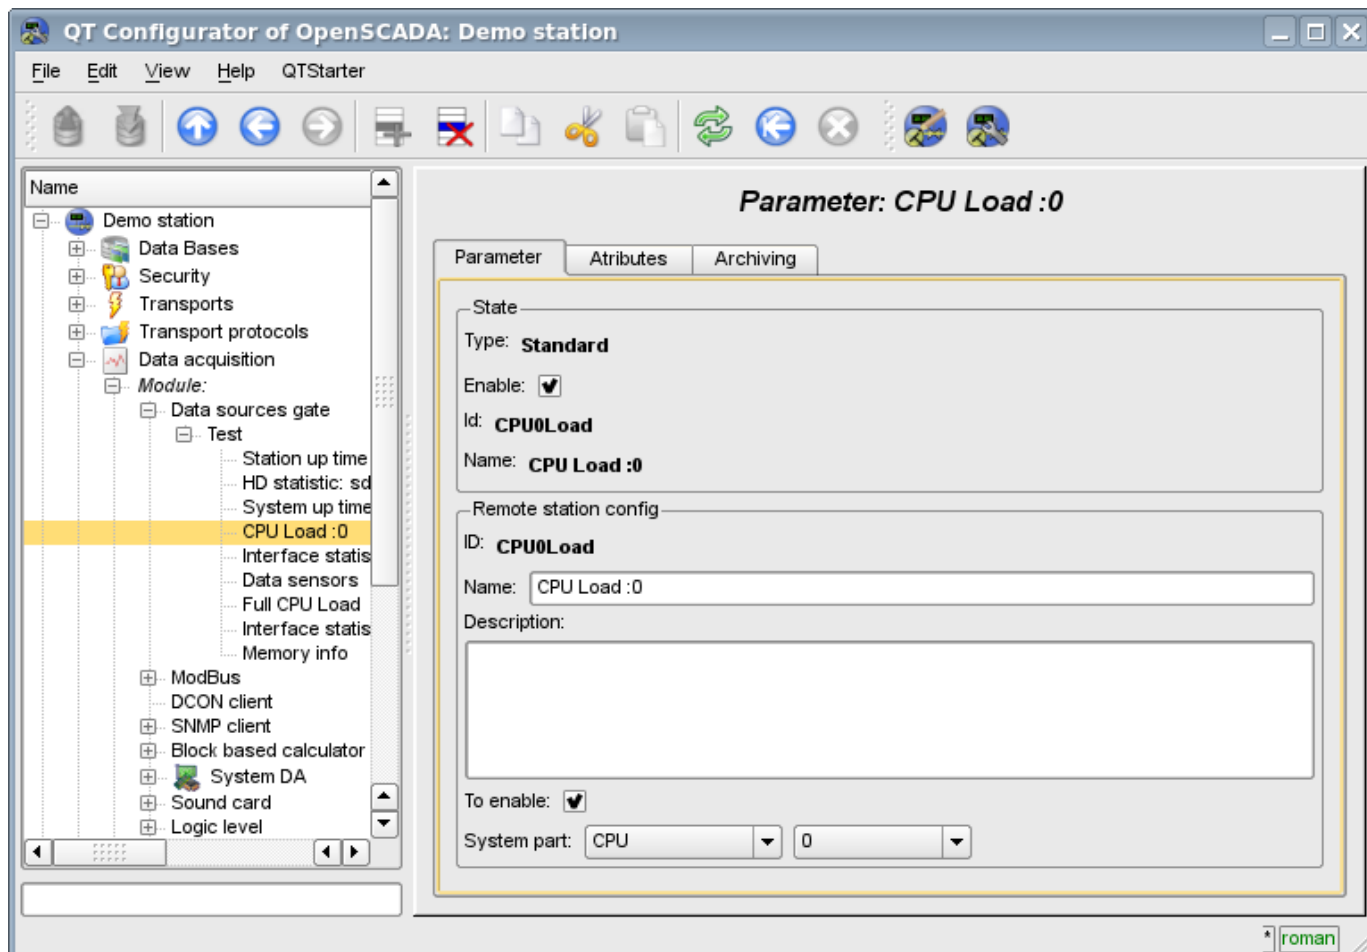 QT Configurator of OpenSCADA: Demo station
File Edit View Help QTStarter
Name
Demo station
Data Bases
Security
Transports
Transport protocols
Data acquisition
Module:
Data sources gate
Test
Station up time
HD statistic: sd
System up time
CPU Load :0
Interface statis
Data sensors
Full CPU Load
Interface statis
Memory info
ModBus
DCON client
SNMP client
Block based calculator
System DA
Sound card
Logic level
Parameter: CPU Load :0
Parameter Atributes Archiving
State
Type: Standard
Enable:
Id: CPU0Load
Name: CPU Load :0
Remote station config
ID: CPU0Load
Name: CPU Load :0
Description:
To enable:
System part: CPU 0
* roman